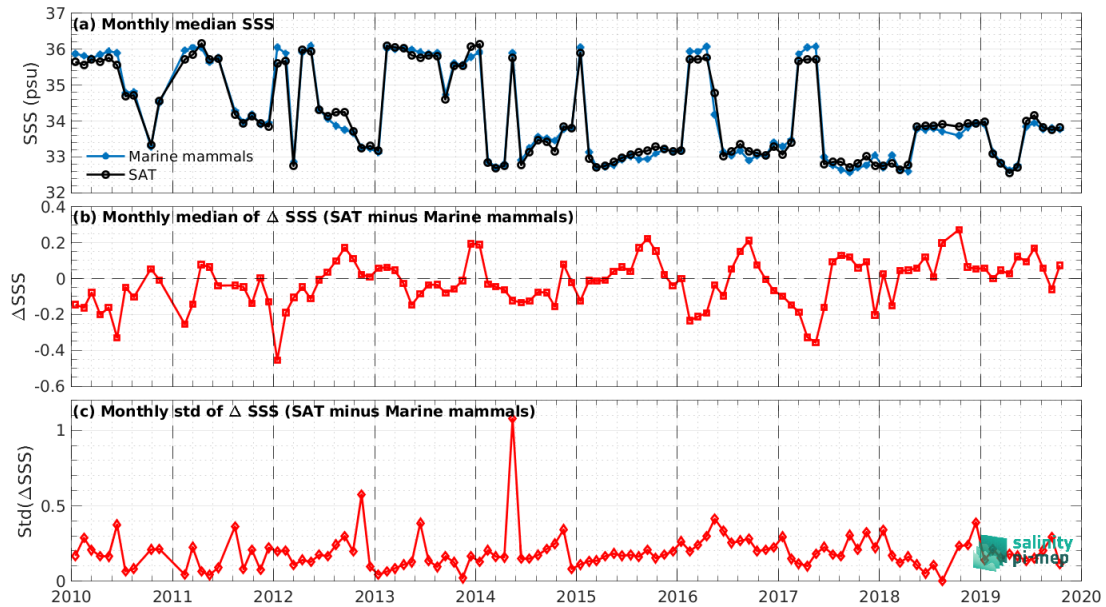 (a) Monthly median SSS
37
36
35
34
33
32
SSS (psu)
Marine mammals
SAT
(b) Monthly median of Δ SSS (SAT minus Marine mammals)
0.4
0.2
0
-0.2
-0.4
-0.6
ΔSSS
(c) Monthly std of Δ SSS (SAT minus Marine mammals)
1
0.5
0
Std(ΔSSS)
salinity
pi-mep
2010 2011 2012 2013 2014 2015 2016 2017 2018 2019 2020